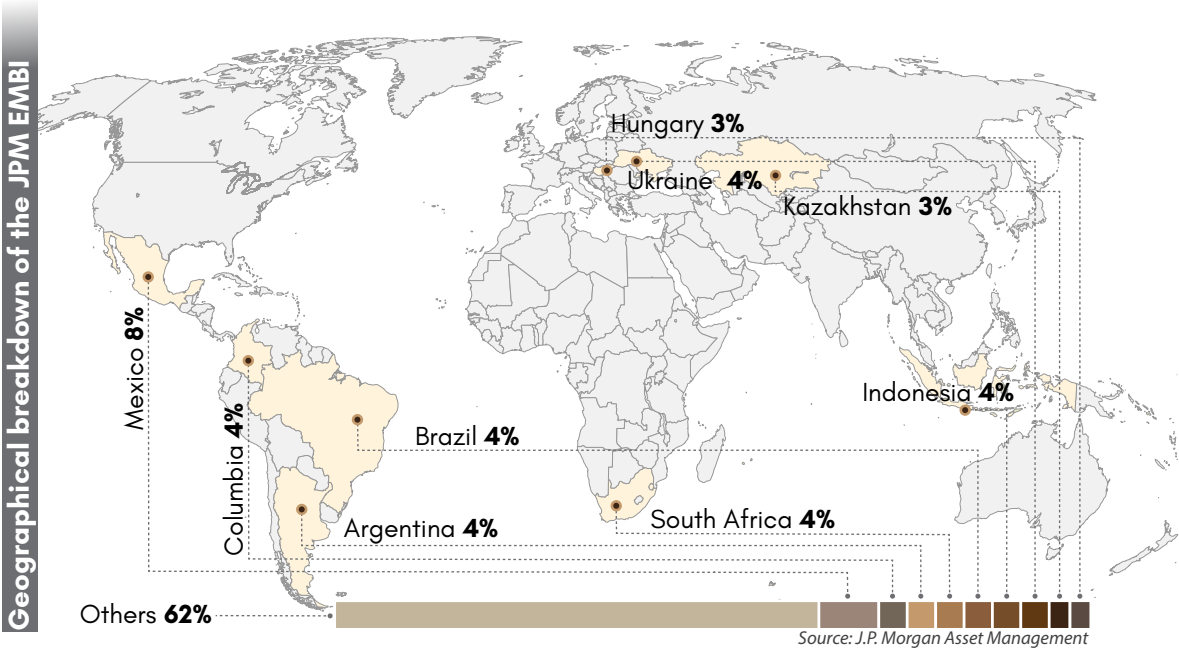 Geographical breakdown of the JPM EMBI
Hungary 3%
Ukraine 4%
Kazakhstan 3%
Mexico 8%
Indonesia 4%
Columbia 4%
Brazil 4%
Argentina 4%
South Africa 4%
Others 62%
Source: J.P. Morgan Asset Management